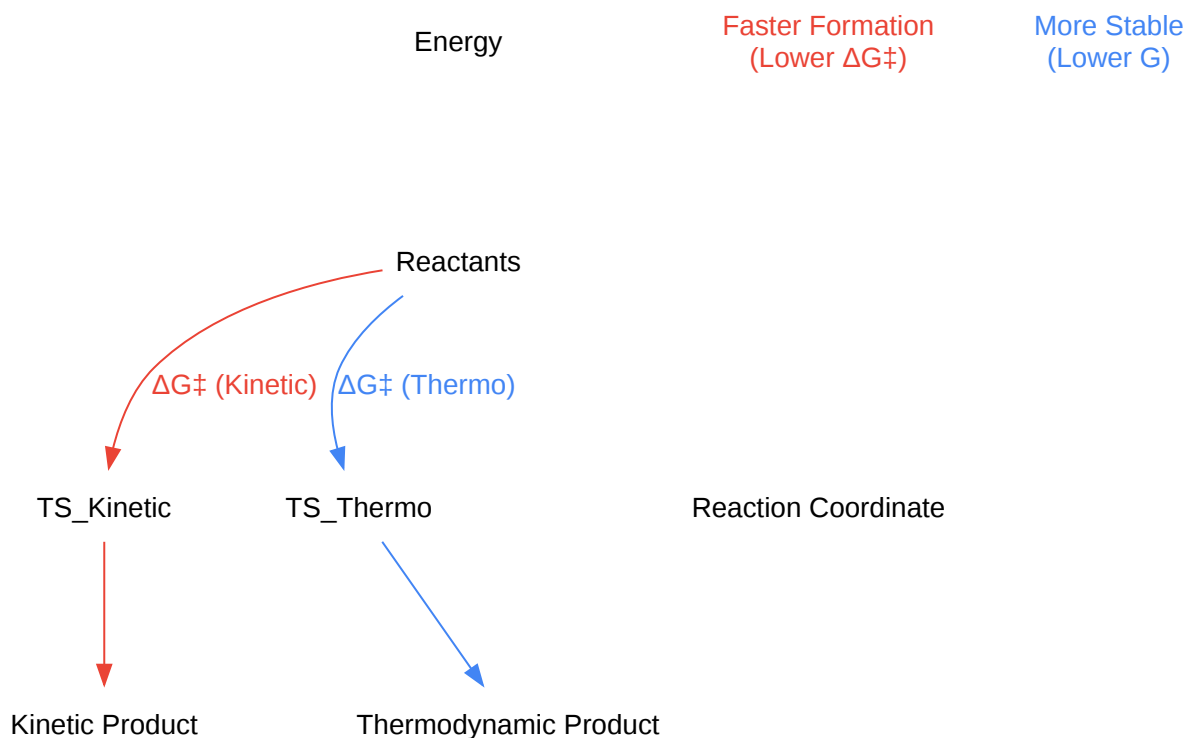 Energy
Faster Formation
(Lower ΔG‡)
More Stable
(Lower G)
Reactants
ΔG‡ (Kinetic)
ΔG‡ (Thermo)
TS_Kinetic
TS_Thermo
Reaction Coordinate
Kinetic Product
Thermodynamic Product